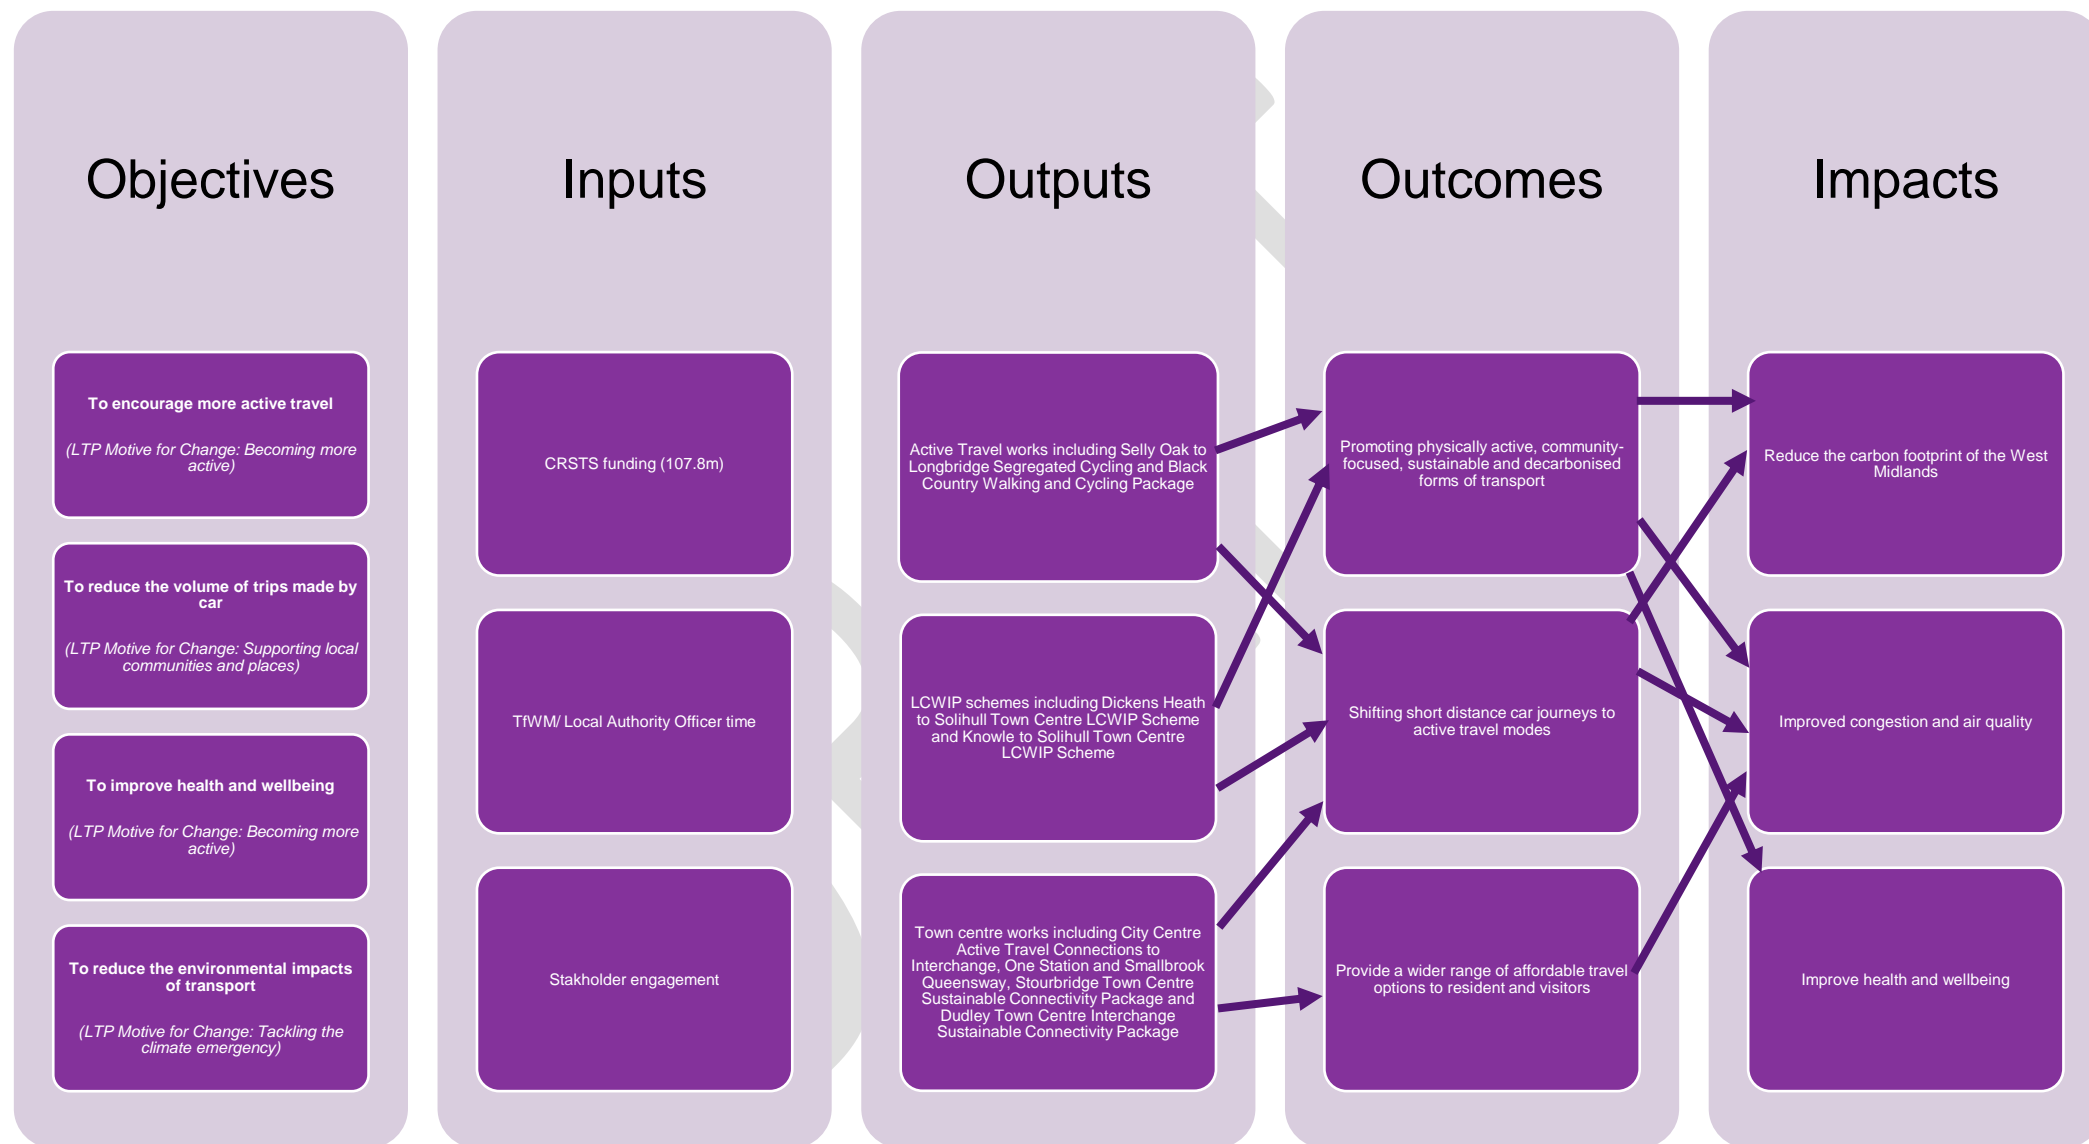 Objectives
To encourage more active travel
(LTP Motive for Change: Becoming more
active)
To reduce the volume of trips made by
car
(LTP Motive for Change: Supporting local
communities and places)
To improve health and wellbeing
(LTP Motive for Change: Becoming more
active)
To reduce the environmental impacts
of transport
(LTP Motive for Change: Tackling the
climate emergency)
Inputs
CRSTS funding (107.8m)
TfWM/ Local Authority Officer time
Stakholder engagement
Outputs
Active Travel works including Selly Oak to
Longbridge Segregated Cycling and Black
Country Walking and Cycling Package
LCWIP schemes including Dickens Heath
to Solihull Town Centre LCWIP Scheme
and Knowle to Solihull Town Centre
LCWIP Scheme
Town centre works including City Centre
Active Travel Connections to
Interchange, One Station and Smallbrook
Queensway, Stourbridge Town Centre
Sustainable Connectivity Package and
Dudley Town Centre Interchange
Sustainable Connectivity Package
Outcomes
Promoting physically active, community-
focused, sustainable and decarbonised
forms of transport
Shifting short distance car journeys to
active travel modes
Provide a wider range of affordable travel
options to resident and visitors
Impacts
Reduce the carbon footprint of the West
Midlands
Improved congestion and air quality
Improve health and wellbeing